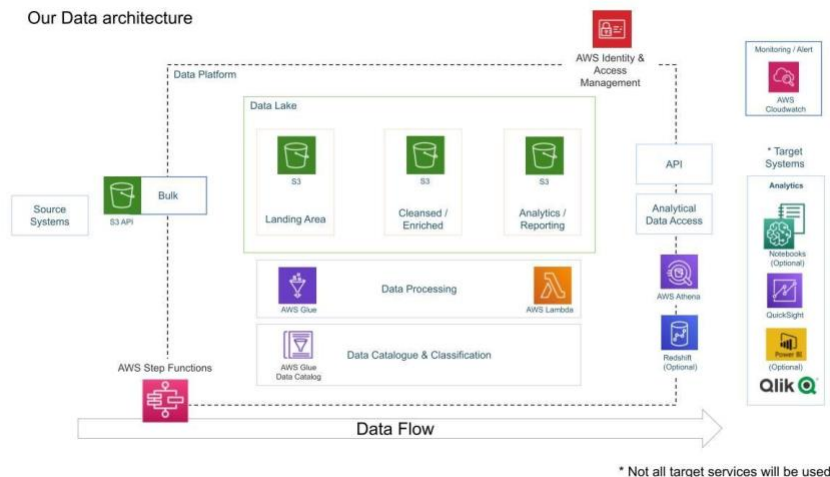 Our Data architecture
AWS Identity &
Access
Management
Monitoring / Alert
AWS
Cloudwatch
Data Platform
Data Lake
S3
Landing Area
S3
Cleansed /
Enriched
S3
Analytics /
Reporting
Source
Systems
Bulk
S3 API
API
Analytical
Data Access
* Target
Systems
Analytics
Notebooks
(Optional)
QuickSight
Power BI
(Optional)
Qlik Q
AWS Glue
Data Processing
AWS Lambda
AWS Athena
AWS Glue
Data Catalog
Data Catalogue & Classification
Redshift
(Optional)
AWS Step Functions
Data Flow
* Not all target services will be used